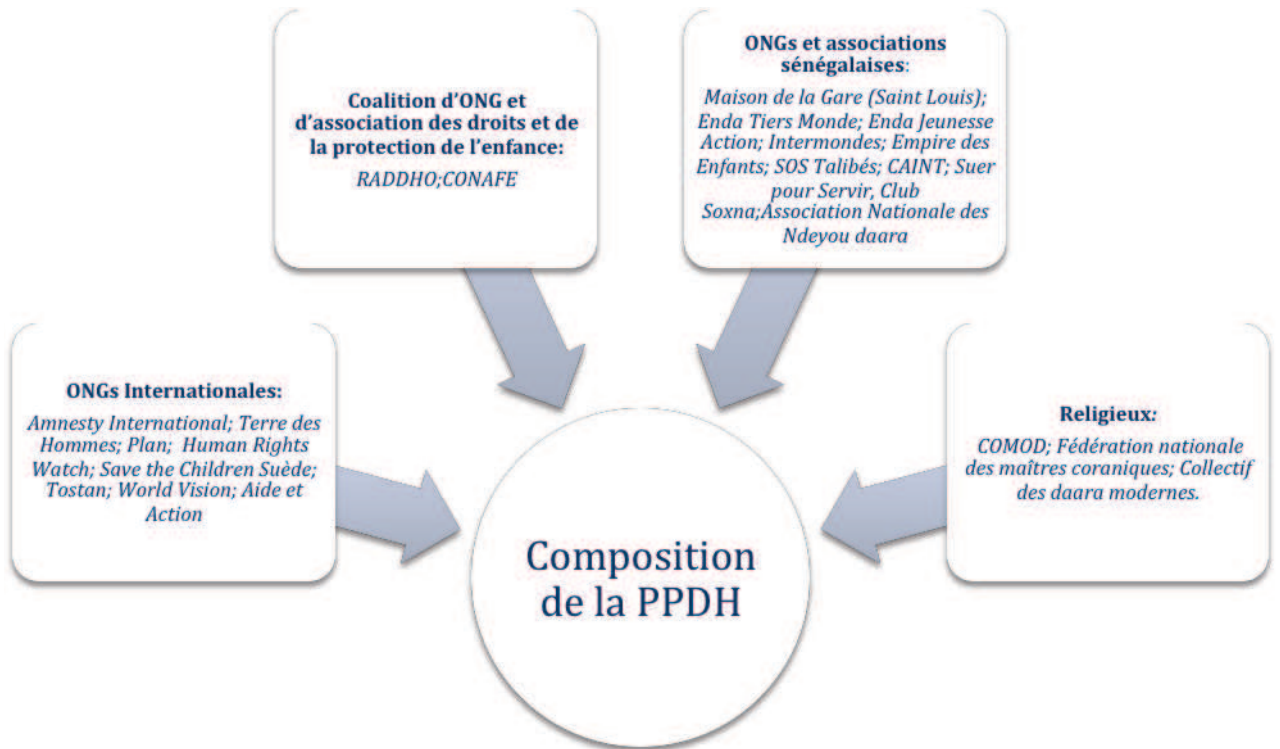 ONGs Internationales:
Amnesty International; Terre des
Hommes; Plan; Human Rights
Watch; Save the Children Suède;
Tostan; World Vision; Aide et
Action
Coalition d’ONG et
d’association des droits et de
la protection de l’enfance:
RADDHO;CONAFE
ONGs et associations
sénégalaises:
Maison de la Gare (Saint Louis);
Enda Tiers Monde; Enda Jeunesse
Action; Intermondes; Empire des
Enfants; SOS Talibés; CAINT; Suer
pour Servir, Club
Soxna;Association Nationale des
Ndeyou daara
Religieux:
COMOD; Fédération nationale
des maîtres coraniques; Collectif
des daara modernes.
Composition
de la PPDH